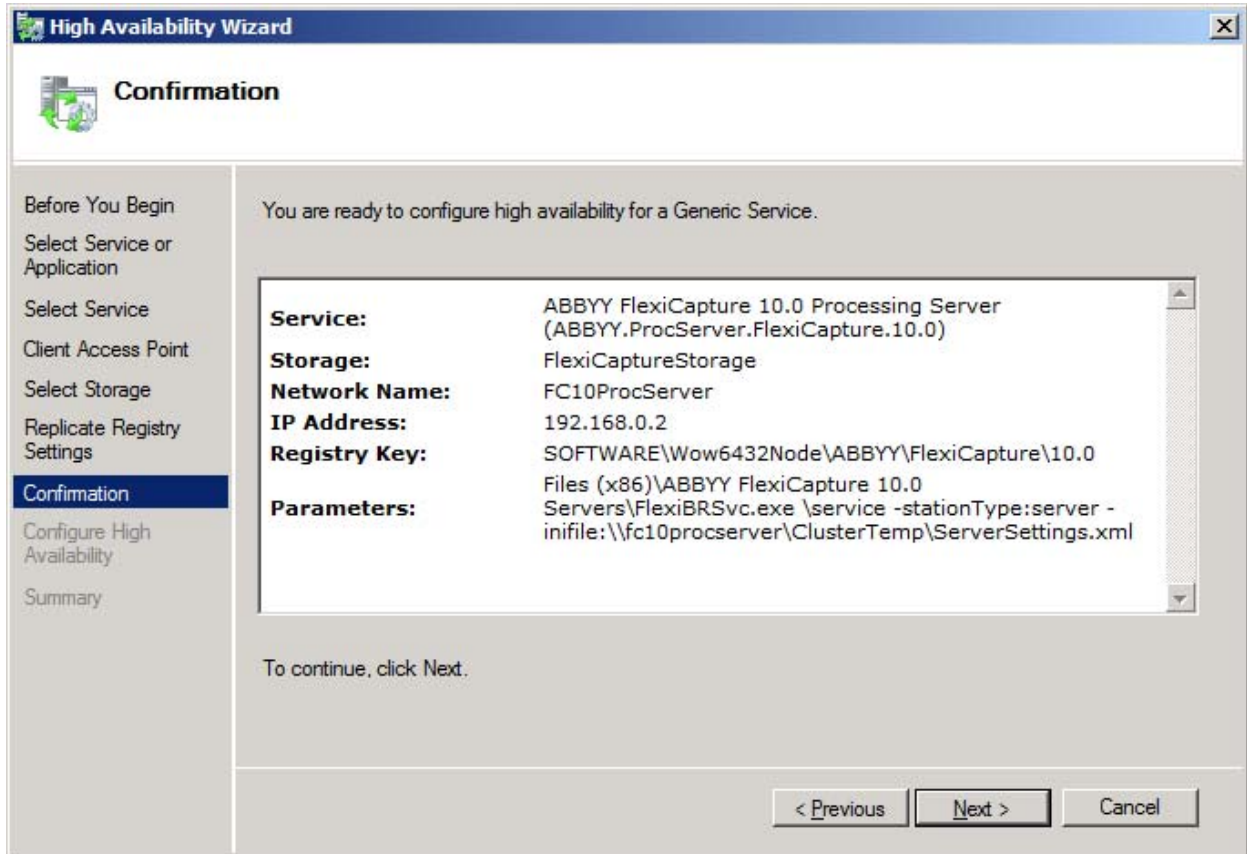 High Availability Wizard
Confirmation
Before You Begin
Select Service or
Application
Select Service
Client Access Point
Select Storage
Replicate Registry
Settings
Confirmation
Configure High
Availability
Summary
You are ready to configure high availability for a Generic Service.
Service: ABBYY FlexiCapture 10.0 Processing Server
(ABBYY.ProcServer.FlexiCapture.10.0)
Storage: FlexiCaptureStorage
Network Name: FC10ProcServer
IP Address: 192.168.0.2
Registry Key: SOFTWARE\Wow6432Node\ABBYY\FlexiCapture\10.0
Files (x86)\ABBYY FlexiCapture 10.0
Parameters: Servers\FlexiBRSvc.exe \service -stationType:server -
inifile:\\fc10procserver\ClusterTemp\ServerSettings.xml
To continue, click Next.
< Previous Next > Cancel